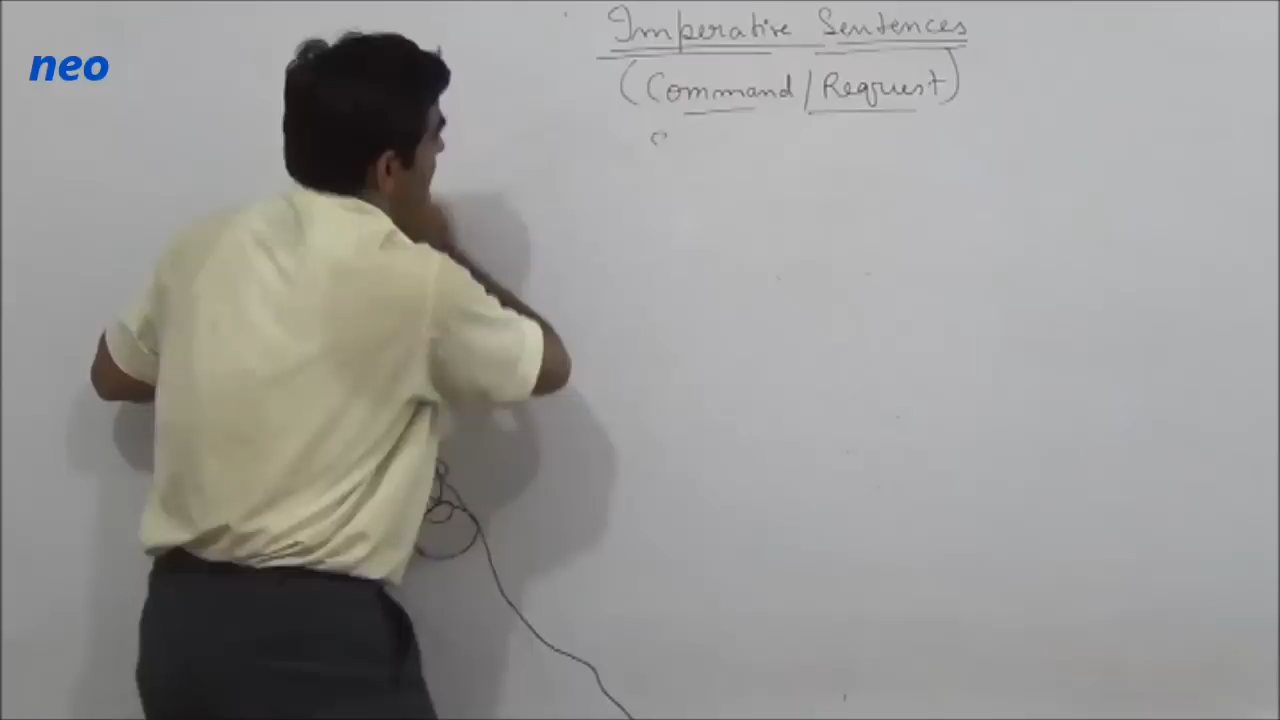 neo
Imperative Sentences
(Command / Request)